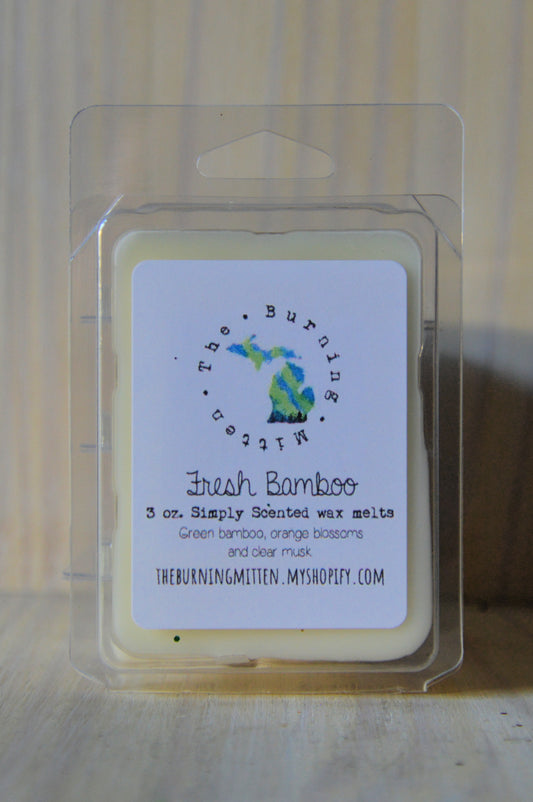 The • Burning • Mitten •
Fresh Bamboo
3 oz. Simply Scented wax melts
Green bamboo, orange blossoms
and clear musk
THEBURNINGMITTEN.MYSHOPIFY.COM